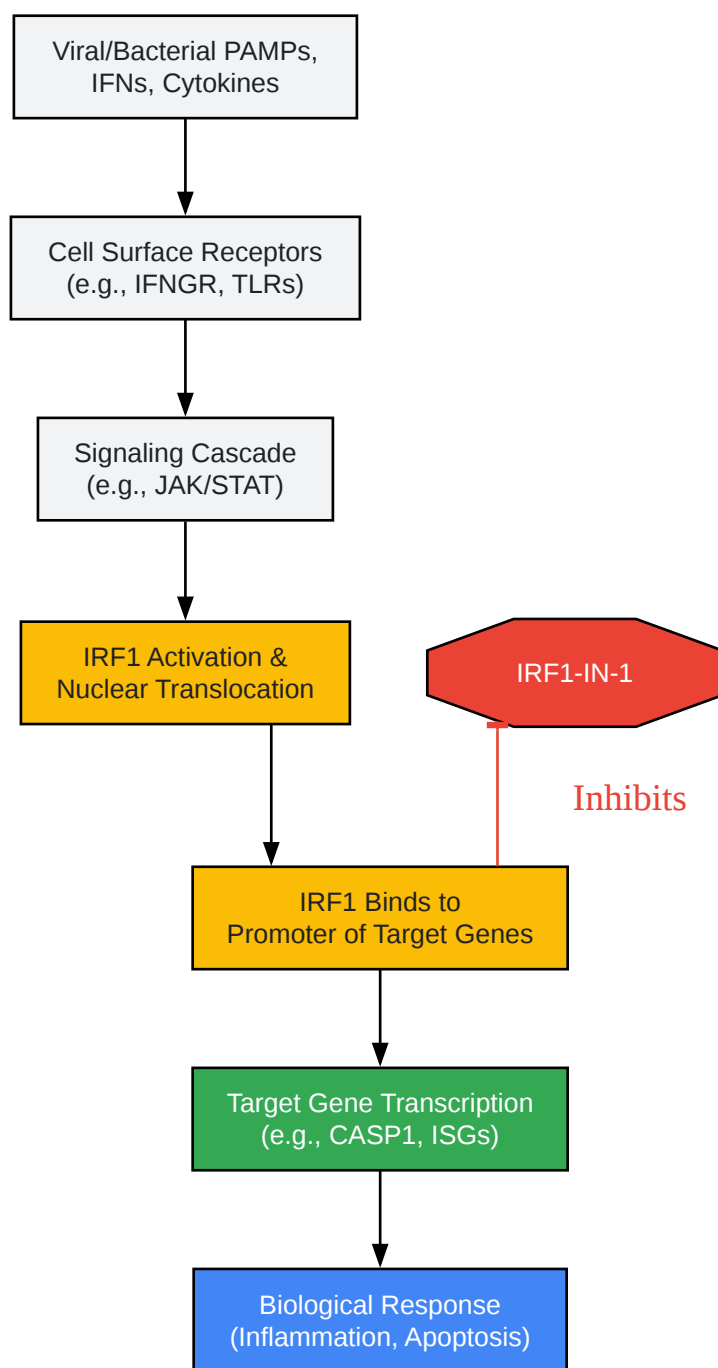 Viral/Bacterial PAMPs,
IFNs, Cytokines
Cell Surface Receptors
(e.g., IFNGR, TLRs)
Signaling Cascade
(e.g., JAK/STAT)
IRF1 Activation &
Nuclear Translocation
IRF1-IN-1
Inhibits
IRF1 Binds to
Promoter of Target Genes
Target Gene Transcription
(e.g., CASP1, ISGs)
Biological Response
(Inflammation, Apoptosis)